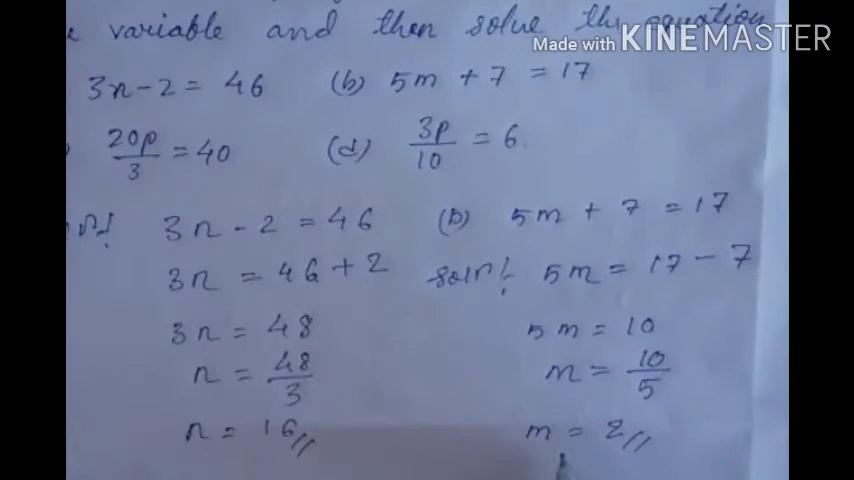 variable and then solve the equation
Made with KINEMASTER
3n - 2 = 46 (b) 5m + 7 = 17
20p/3 = 40 (d) 3p/10 = 6
3n - 2 = 46 (b) 5m + 7 = 17
3n = 46 + 2 soln! 5m = 17 - 7
3n = 48 5m = 10
n = 48/3 m = 10/5
n = 16 // m = 2 //